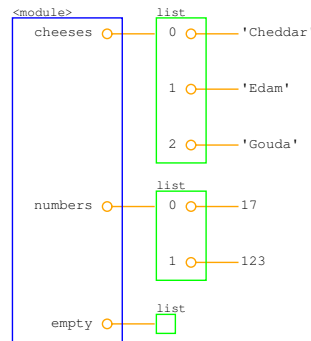 <module> list
cheeses 0 'Cheddar
1 'Edam'
2 'Gouda'
list
numbers 0 17
1 123
list
empty